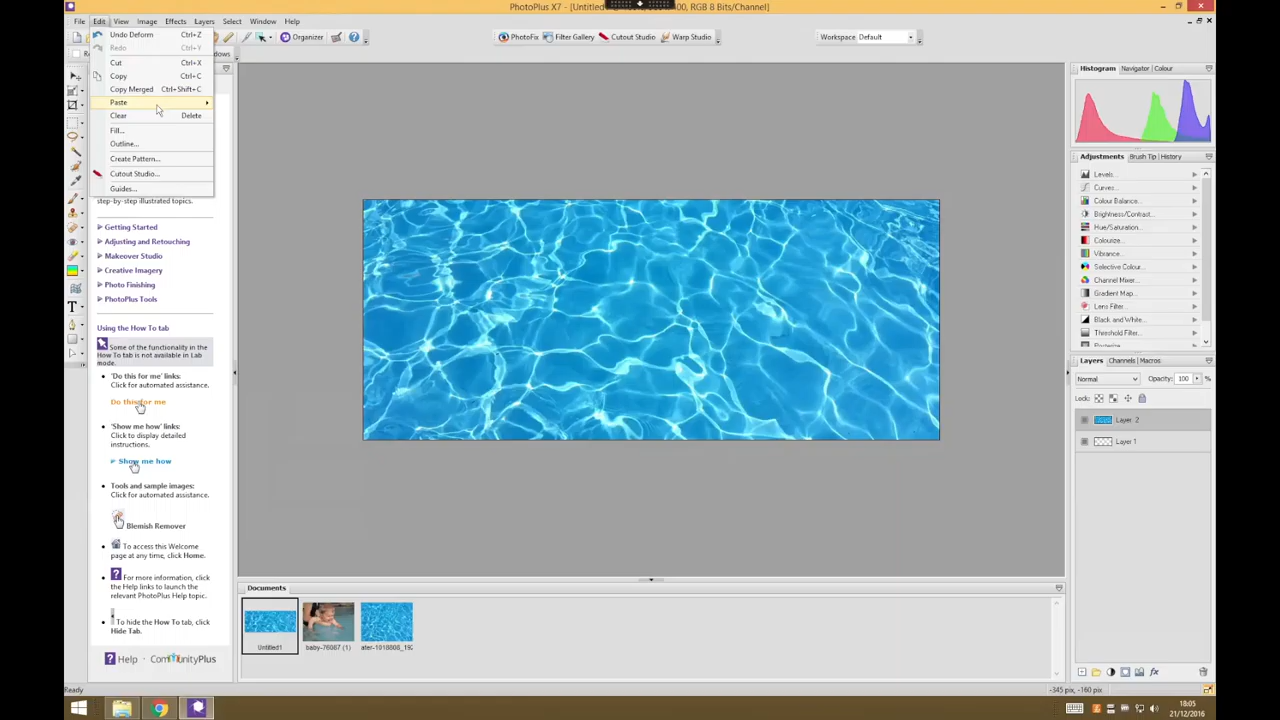 PhotoPlus X7 - [Untitled
00, RGB 8 Bits/Channel]
File Edit View Image Effects Layers Select Window Help
Organizer
PhotoFix Filter Gallery Cutout Studio Warp Studio
Workspace Default
Undo Deform Ctrl+Z
Redo Ctrl+Y
Cut Ctrl+X
Copy Ctrl+C
Copy Merged Ctrl+Shift+C
Paste
Clear Delete
Fill...
Outline...
Create Pattern...
Cutout Studio...
Guides...
step-by-step illustrated topics.
Getting Started
Adjusting and Retouching
Makeover Studio
Creative Imagery
Photo Finishing
PhotoPlus Tools
Using the How To tab
Some of the functionality in the
How To tab is not available in Lab
mode.
'Do this for me' links:
Click for automated assistance.
Do this for me
'Show me how' links:
Click to display detailed
instructions.
Show me how
Tools and sample images:
Click for automated assistance.
Blemish Remover
To access this Welcome
page at any time, click Home.
For more information, click
the Help links to launch the
relevant PhotoPlus Help topic.
To hide the How To tab, click
Hide Tab.
Help · CommunityPlus
Ready
Documents
Untitled1
baby-76087 (1)
ater-1018808_192
Histogram Navigator Colour
Adjustments Brush Tip History
Levels...
Curves...
Colour Balance...
Brightness/Contrast...
Hue/Saturation...
Colourize...
Vibrance...
Selective Colour...
Channel Mixer...
Gradient Map...
Lens Filter...
Black and White...
Threshold Filter...
Layers Channels Macros
Normal Opacity: 100 %
Lock:
Layer 2
Layer 1
-345 pix, -160 pix
18:05
21/12/2016